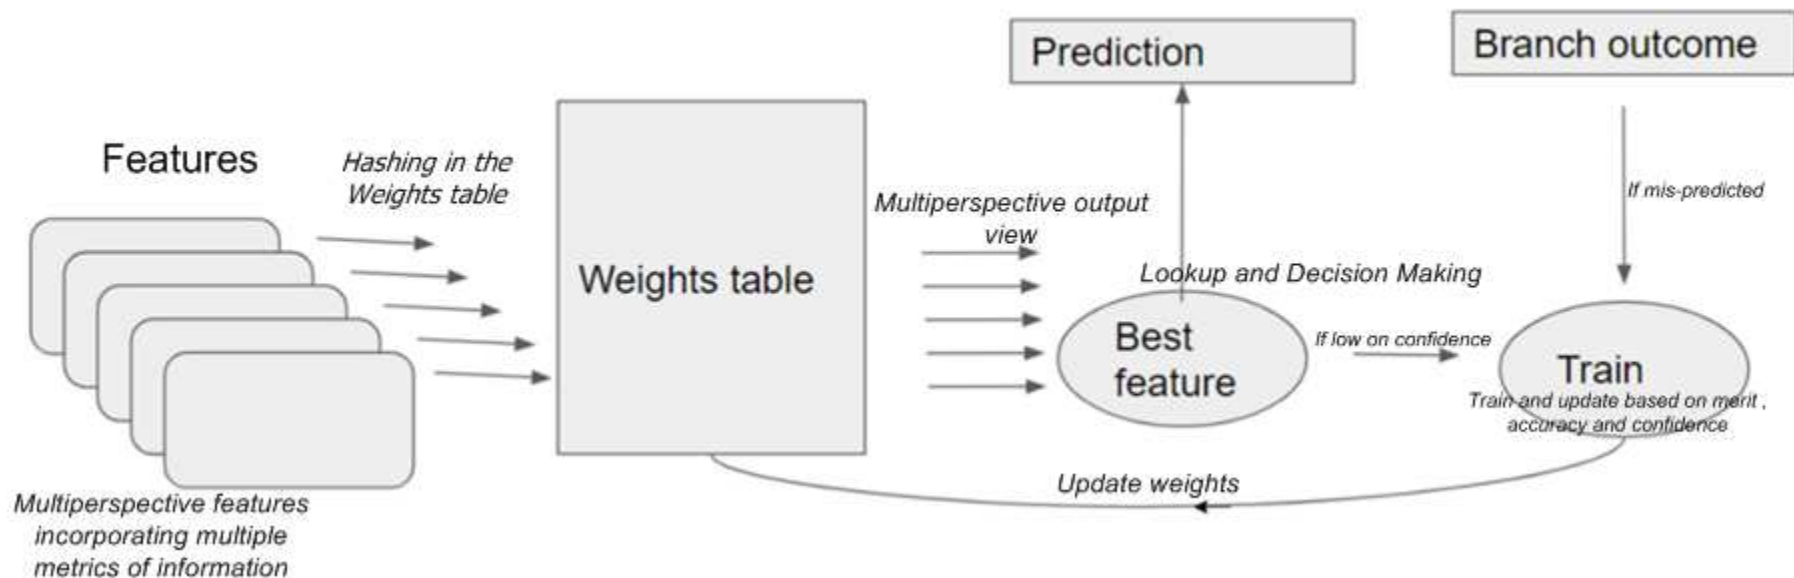 Prediction
Branch outcome
Features
Hashing in the
Weights table
Multiperspective output
view
If mis-predicted
Weights table
Lookup and Decision Making
Best
feature
If low on confidence
Train
Train and update based on merit ,
accuracy and confidence
Update weights
Multiperspective features
incorporating multiple
metrics of information